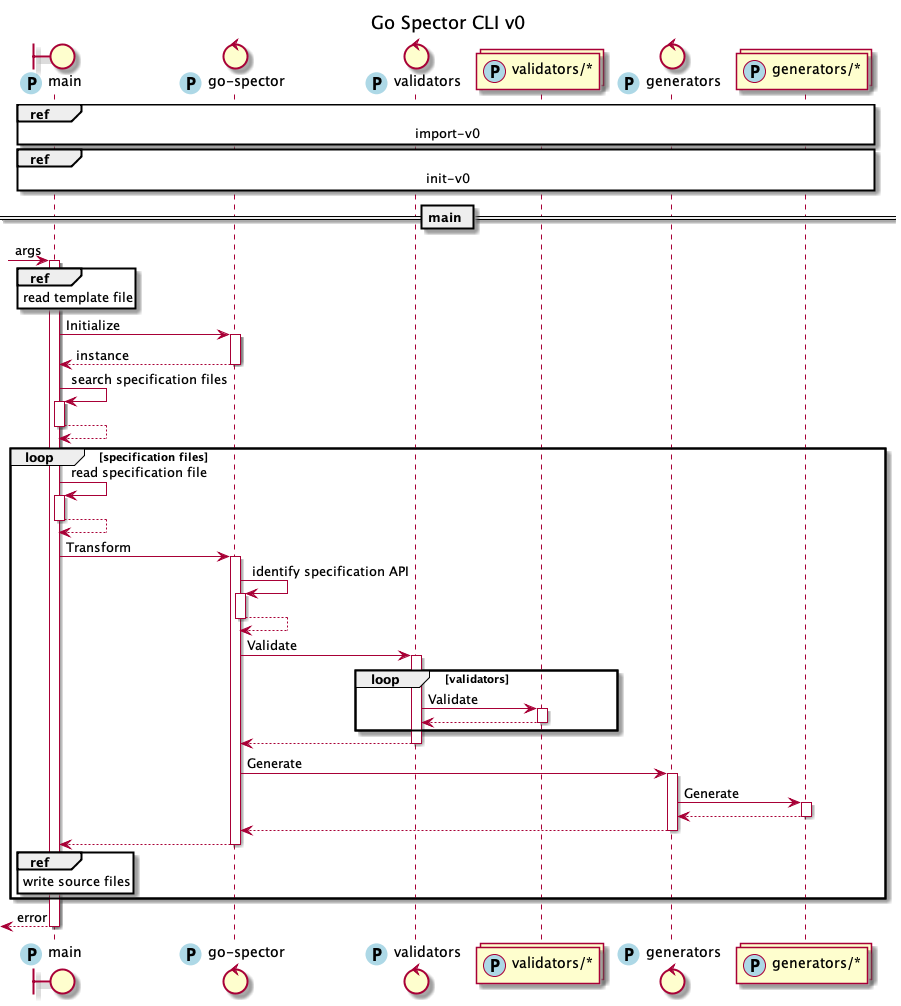 Go Spector CLI v0
P main
P go-spector
P validators
P validators/*
P generators
P generators/*
ref
import-v0
ref
init-v0
main
args
ref
read template file
Initialize
instance
search specification files
loop [specification files]
read specification file
Transform
identify specification API
Validate
loop [validators]
Validate
Generate
Generate
ref
write source files
error
P main
P go-spector
P validators
P validators/*
P generators
P generators/*